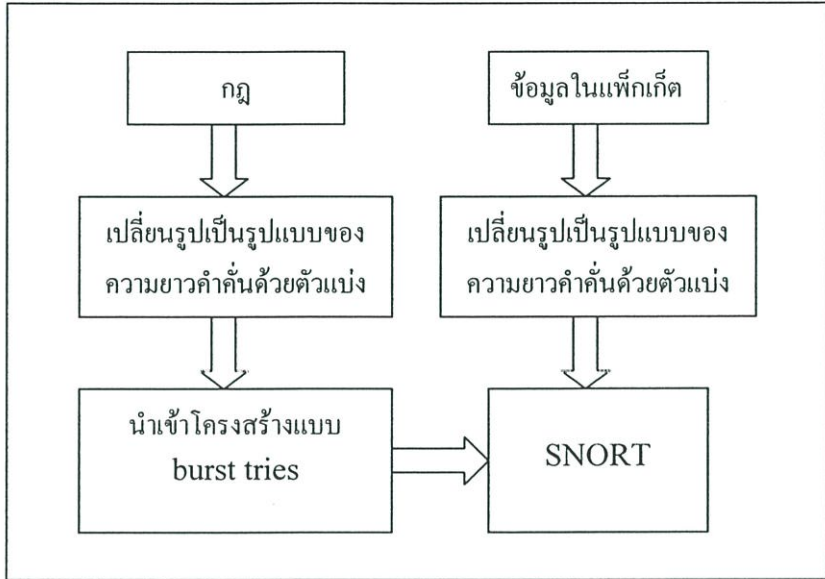 กฎ
ข้อมูลในแพ็กเก็ต
เปลี่ยนรูปเป็นรูปแบบของ
ความยาวคำคั่นด้วยตัวแบ่ง
เปลี่ยนรูปเป็นรูปแบบของ
ความยาวคำคั่นด้วยตัวแบ่ง
นำเข้าโครงสร้างแบบ
burst tries
SNORT